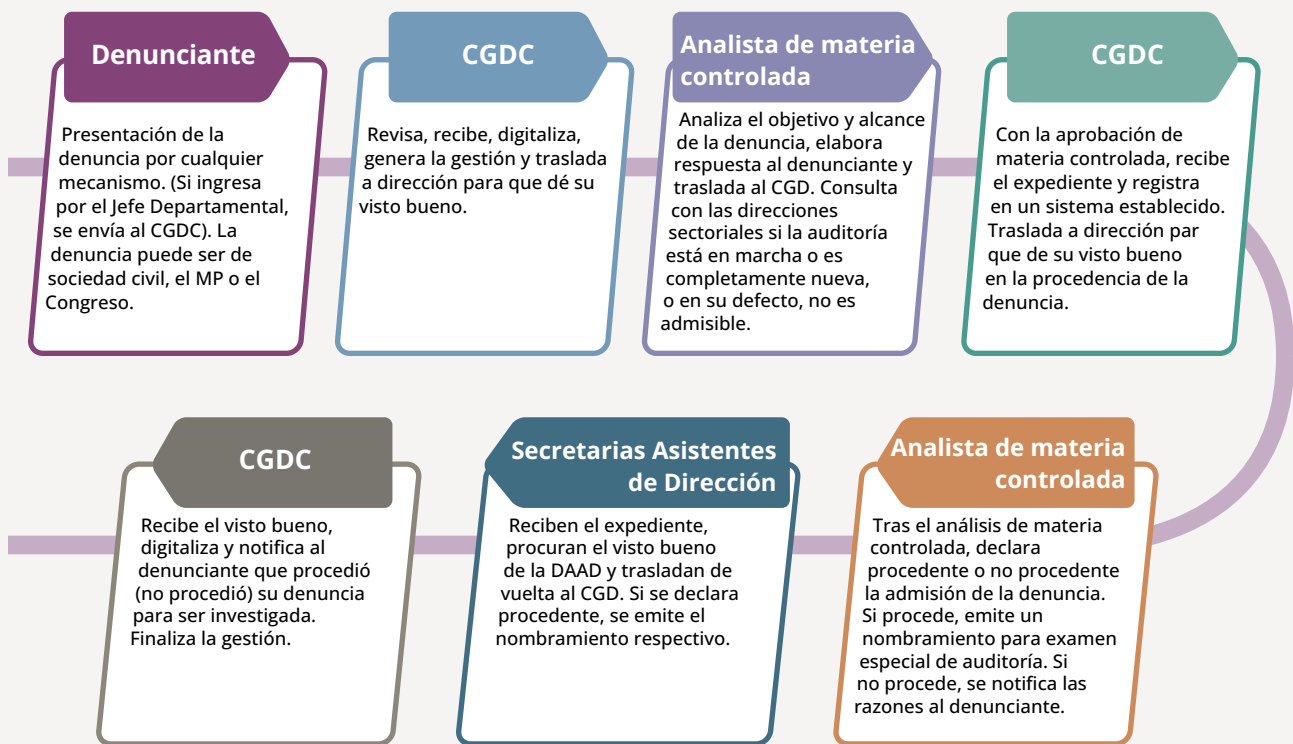 Denunciante
Presentación de la
denuncia por cualquier
mecanismo. (Si ingresa
por el Jefe Departamental,
se envía al CGDC). La
denuncia puede ser de
sociedad civil, el MP o el
Congreso.
CGDC
Revisa, recibe, digitaliza,
genera la gestión y traslada
a dirección para que dé su
visto bueno.
Analista de materia
controlada
Analiza el objetivo y alcance
de la denuncia, elabora
respuesta al denunciante y
traslada al CGD. Consulta
con las direcciones
sectoriales si la auditoría
está en marcha o es
completamente nueva,
o en su defecto, no es
admisible.
CGDC
Con la aprobación de
materia controlada, recibe
el expediente y registra
en un sistema establecido.
Traslada a dirección par
que de su visto bueno
en la procedencia de la
denuncia.
Analista de materia
controlada
Tras el análisis de materia
controlada, declara
procedente o no procedente
la admisión de la denuncia.
Si procede, emite un
nombramiento para examen
especial de auditoría. Si
no procede, se notifica las
razones al denunciante.
Secretarias Asistentes
de Dirección
Reciben el expediente,
procuran el visto bueno
de la DAAD y trasladan de
vuelta al CGD. Si se declara
procedente, se emite el
nombramiento respectivo.
CGDC
Recibe el visto bueno,
digitaliza y notifica al
denunciante que procedió
(no procedió) su denuncia
para ser investigada.
Finaliza la gestión.